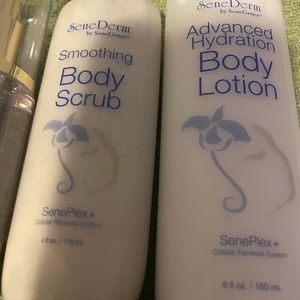 SeneDerm
by SeneGence®
Smoothing
Body
Scrub
SenePlex+
Cellular Renewal System
4 fl. oz. / 118 mL
SeneDerm
by SeneGence®
Advanced
Hydration
Body
Lotion
SenePlex+
Cellular Renewal System
6 fl. oz. / 180 mL